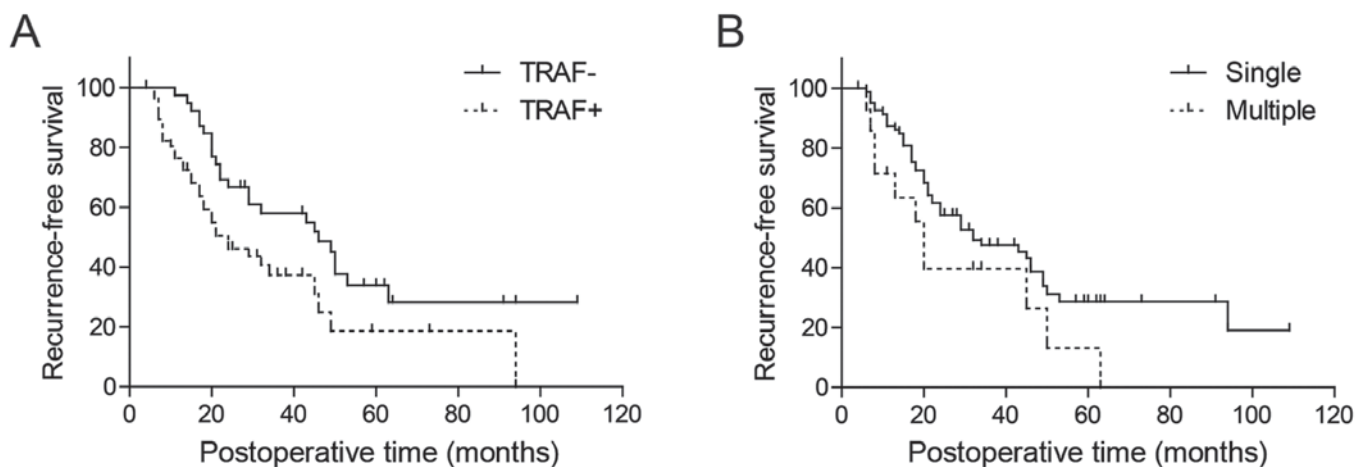 A
Recurrence-free survival
100
80
60
40
20
0
0 20 40 60 80 100 120
Postoperative time (months)
TRAF-
TRAF+
B
Recurrence-free survival
100
80
60
40
20
0
0 20 40 60 80 100 120
Postoperative time (months)
Single
Multiple